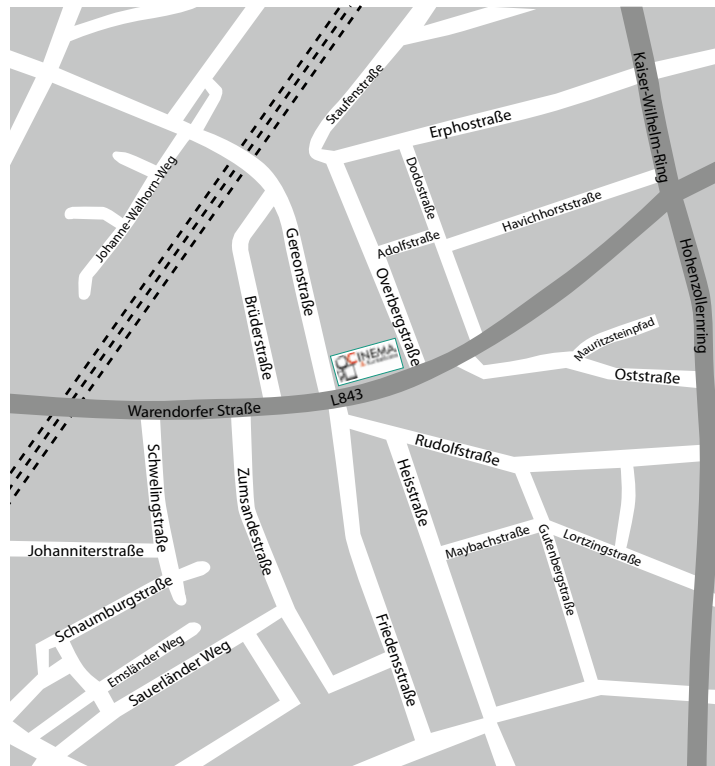 Kaiser-Wilhelm-Ring
Staufenstraße
Erphostraße
Johanne-Walhorn-Weg
Dodostraße
Havichhorststraße
Adolfstraße
Gereonstraße
Overbergstraße
Hohenzollernring
Brüderstraße
Mauritzsteinpfad
CINEMA
Oststraße
L843
Warendorfer Straße
Rudolfstraße
Schwelingstraße
Heisstraße
Zumsandestraße
Maybachstraße
Gutenbergstraße
Lortzingstraße
Johanniterstraße
Schaumburgstraße
Friedensstraße
Emsländer Weg
Sauerländer Weg